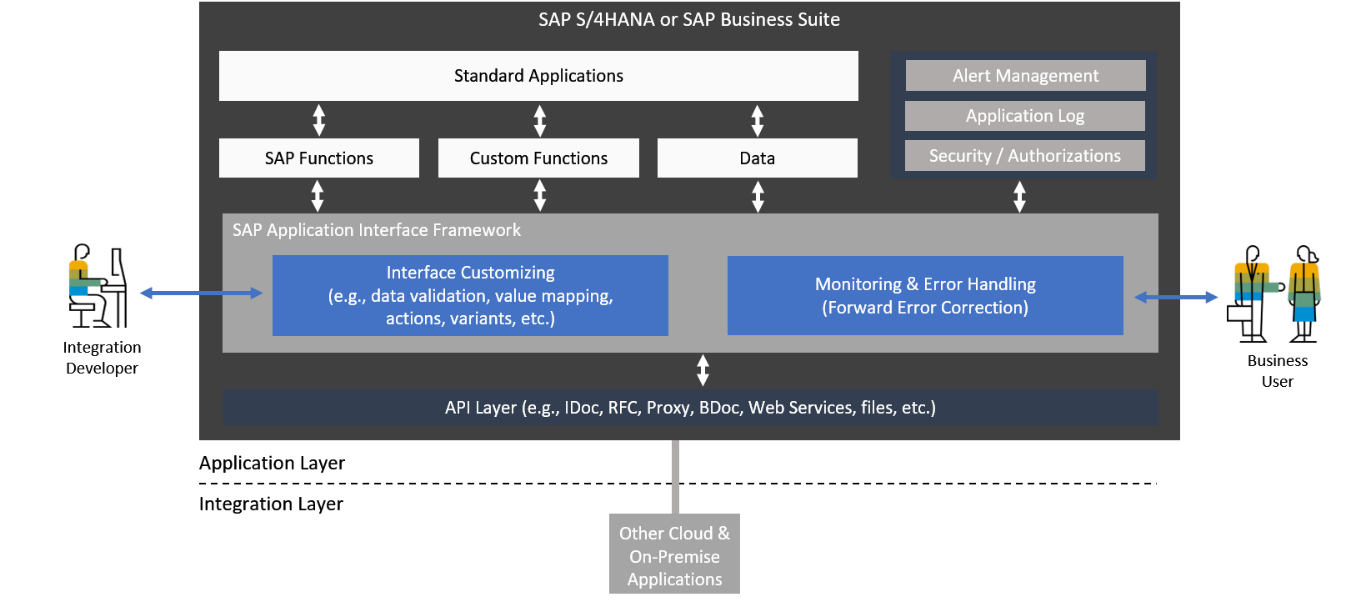 SAP S/4HANA or SAP Business Suite
Standard Applications
Alert Management
Application Log
Security / Authorizations
SAP Functions
Custom Functions
Data
SAP Application Interface Framework
Interface Customizing
(e.g., data validation, value mapping,
actions, variants, etc.)
Monitoring & Error Handling
(Forward Error Correction)
Integration
Developer
Business
User
API Layer (e.g., IDoc, RFC, Proxy, BDoc, Web Services, files, etc.)
Application Layer
Integration Layer
Other Cloud &
On-Premise
Applications